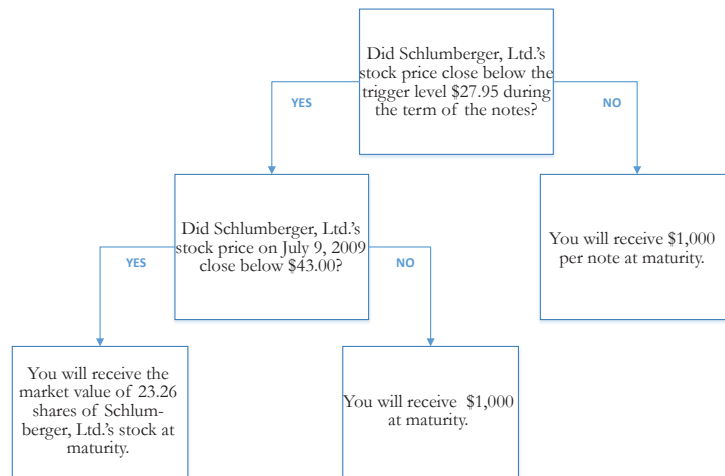 Did Schlumberger, Ltd.'s
stock price close below the
trigger level $27.95 during
the term of the notes?
YES
NO
Did Schlumberger, Ltd.'s
stock price on July 9, 2009
close below $43.00?
You will receive $1,000
per note at maturity.
YES
NO
You will receive the
market value of 23.26
shares of Schlum-
berger, Ltd.'s stock at
maturity.
You will receive $1,000
at maturity.